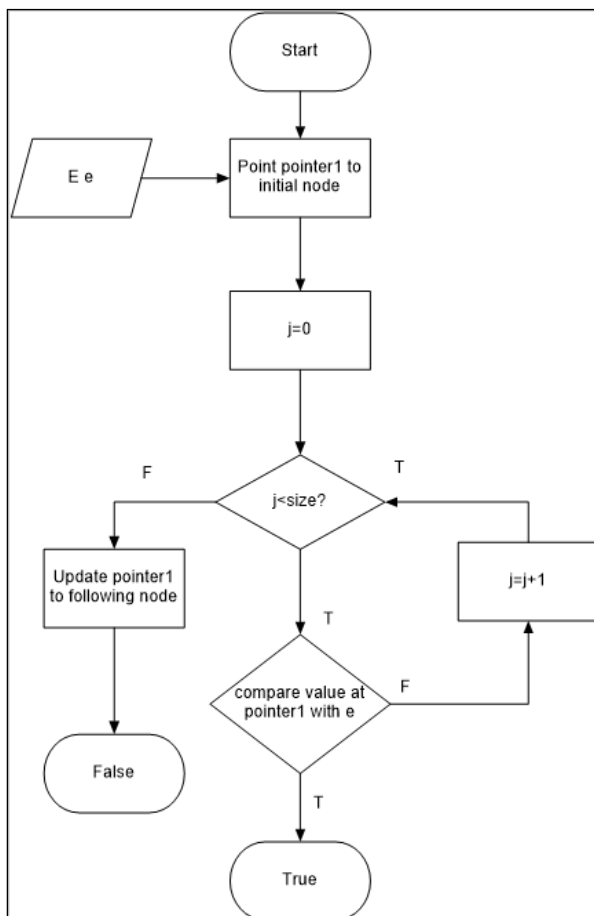 Start
E e
Point pointer1 to
initial node
j=0
F
T
j<size?
Update pointer1
to following node
j=j+1
T
compare value at
pointer1 with e
F
False
T
True